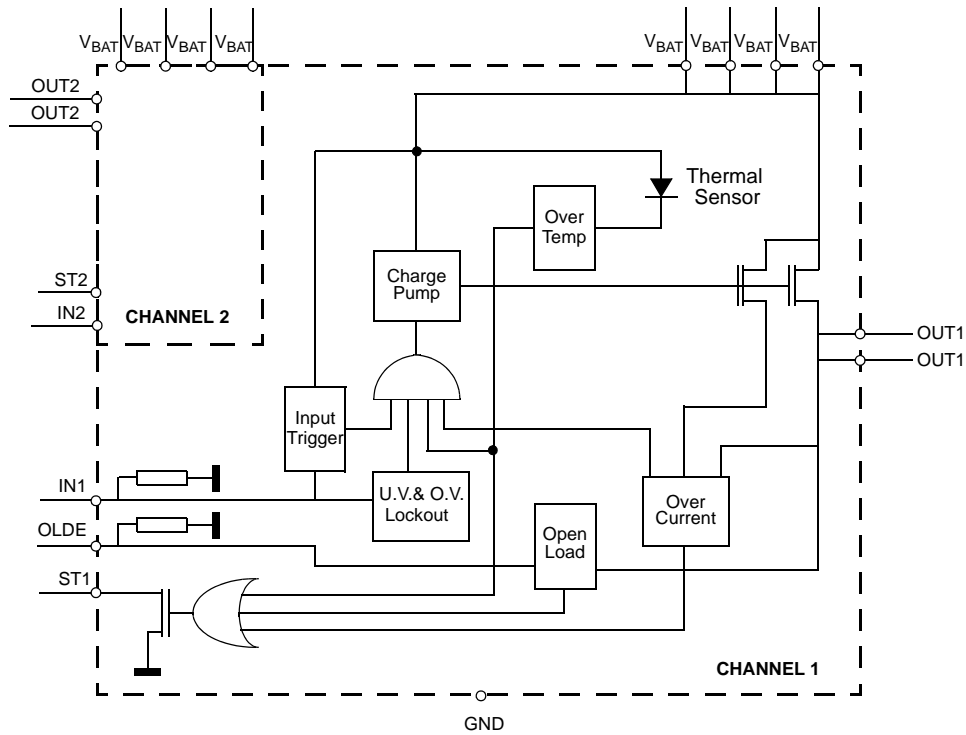 VBAT VBAT VBAT VBAT
VBAT VBAT VBAT VBAT
OUT2
OUT2
Thermal
Sensor
Over
Temp
ST2
Charge
Pump
IN2
CHANNEL 2
OUT1
OUT1
Input
Trigger
IN1
U.V.& O.V.
Lockout
Over
Current
OLDE
Open
Load
ST1
CHANNEL 1
GND